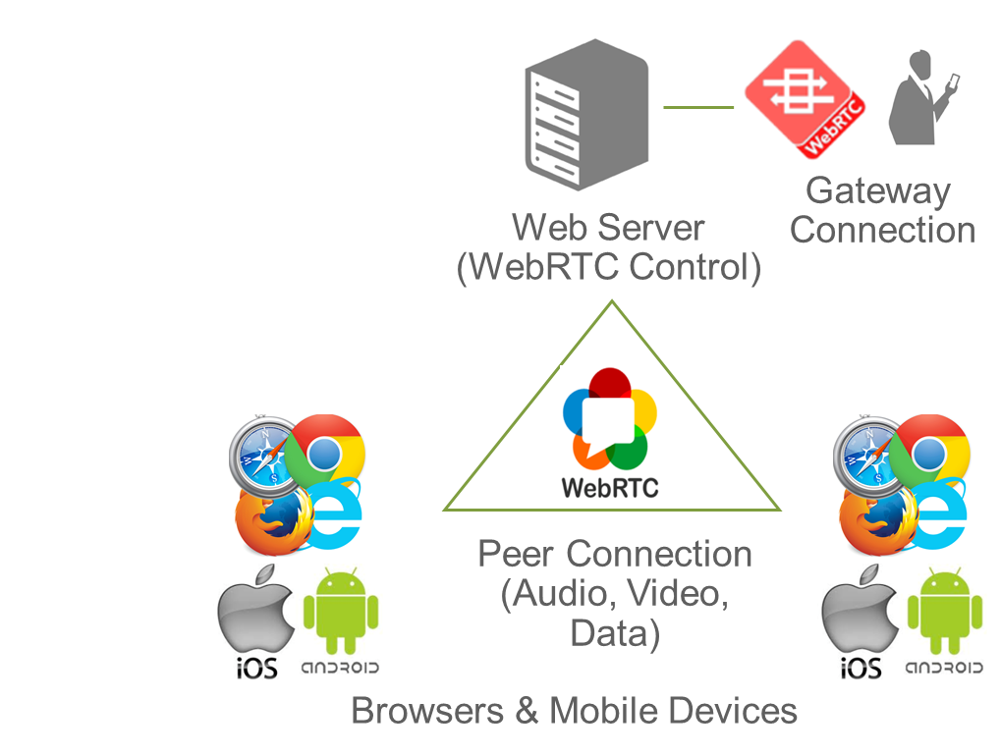 WebRTC
Gateway
Connection
Web Server
(WebRTC Control)
WebRTC
Peer Connection
(Audio, Video,
Data)
N
W
S
iOS
ANDROID
N
W
S
iOS
ANDROID
Browsers & Mobile Devices